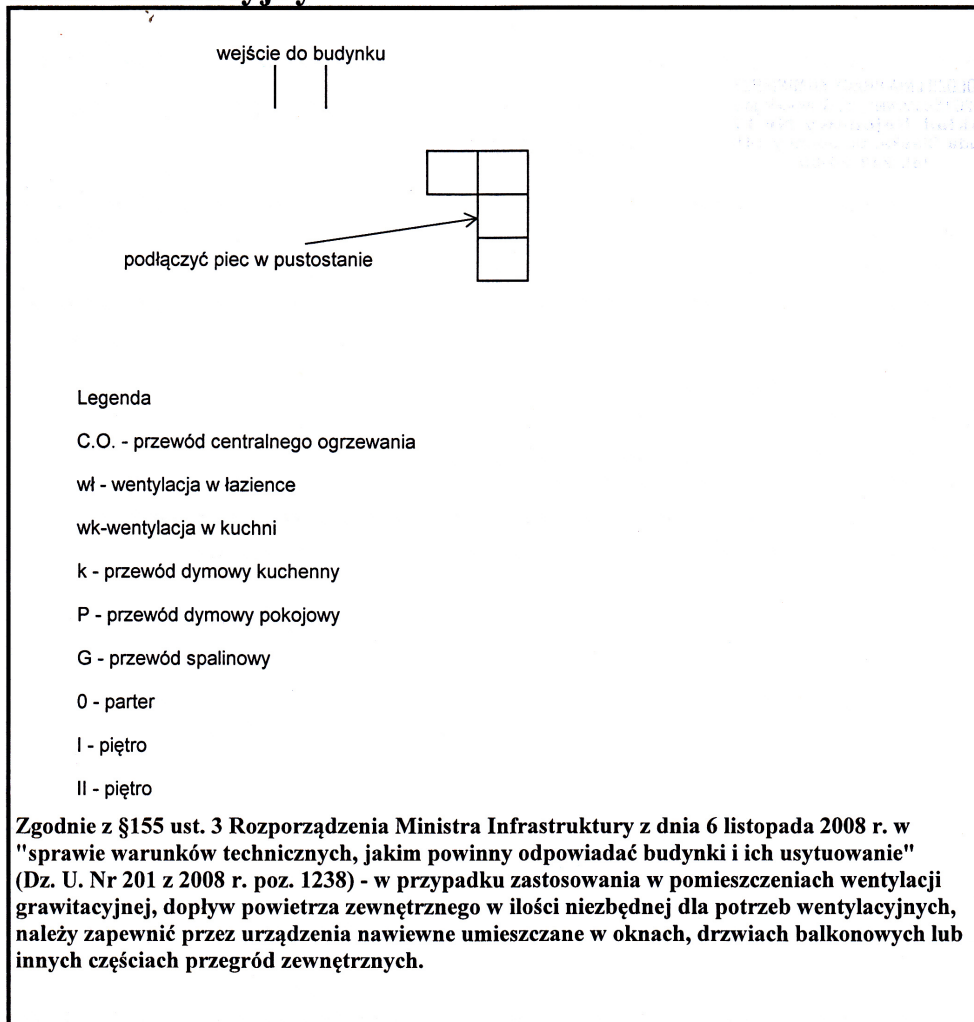 wejście do budynku
podłączyć piec w pustostanie
Legenda
C.O. - przewód centralnego ogrzewania
wł - wentylacja w łazience
wk-wentylacja w kuchni
k - przewód dymowy kuchenny
P - przewód dymowy pokojowy
G - przewód spalinowy
0 - parter
I - piętro
II - piętro
Zgodnie z §155 ust. 3 Rozporządzenia Ministra Infrastruktury z dnia 6 listopada 2008 r. w
"sprawie warunków technicznych, jakim powinny odpowiadać budynki i ich usytuowanie"
(Dz. U. Nr 201 z 2008 r. poz. 1238) - w przypadku zastosowania w pomieszczeniach wentylacji
grawitacyjnej, dopływ powietrza zewnętrznego w ilości niezbędnej dla potrzeb wentylacyjnych,
należy zapewnić przez urządzenia nawiewne umieszczane w oknach, drzwiach balkonowych lub
innych częściach przegród zewnętrznych.